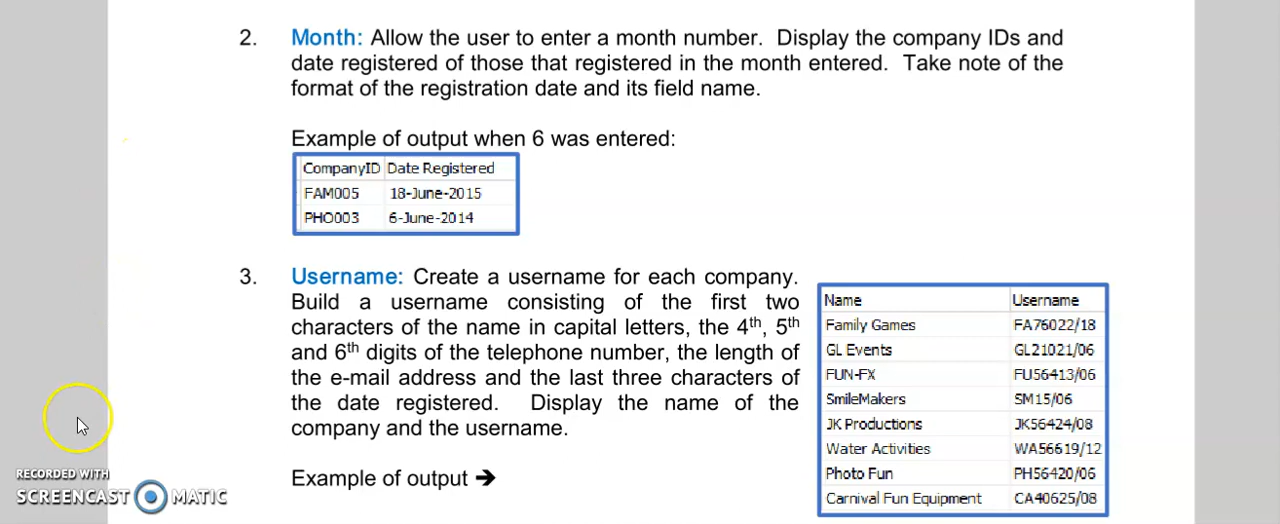 2. Month: Allow the user to enter a month number. Display the company IDs and
date registered of those that registered in the month entered. Take note of the
format of the registration date and its field name.
Example of output when 6 was entered:
CompanyID Date Registered
FAM005 18-June-2015
PHO003 6-June-2014
3. Username: Create a username for each company.
Build a username consisting of the first two
characters of the name in capital letters, the 4th, 5th
and 6th digits of the telephone number, the length of
the e-mail address and the last three characters of
the date registered. Display the name of the
company and the username.
Example of output ➔
Name Username
Family Games FA76022/18
GL Events GL21021/06
FUN-FX FU56413/06
SmileMakers SM15/06
JK Productions JK56424/08
Water Activities WA56619/12
Photo Fun PH56420/06
Carnival Fun Equipment CA40625/08
RECORDED WITH
SCREENCAST MATIC